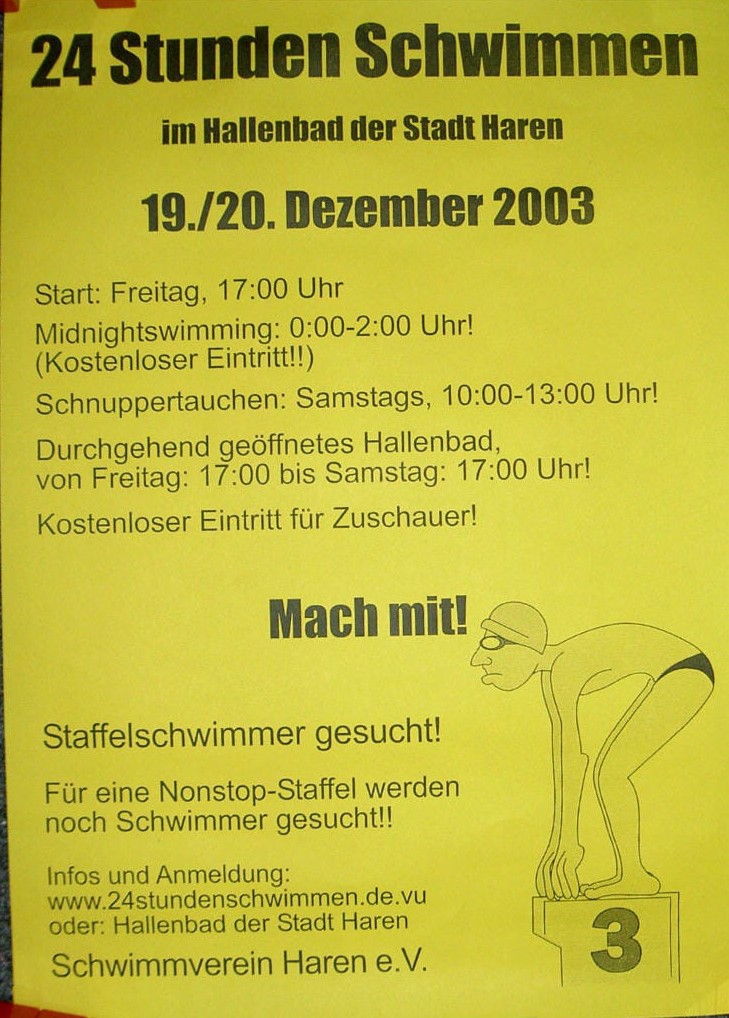 24 Stunden Schwimmen
im Hallenbad der Stadt Haren
19./20. Dezember 2003
Start: Freitag, 17:00 Uhr
Midnightswimming: 0:00-2:00 Uhr!
(Kostenloser Eintritt!!)
Schnuppertauchen: Samstags, 10:00-13:00 Uhr!
Durchgehend geöffnetes Hallenbad,
von Freitag: 17:00 bis Samstag: 17:00 Uhr!
Kostenloser Eintritt für Zuschauer!
Mach mit!
Staffelschwimmer gesucht!
Für eine Nonstop-Staffel werden
noch Schwimmer gesucht!!
Infos und Anmeldung:
www.24stundenschwimmen.de.vu
oder: Hallenbad der Stadt Haren
Schwimmverein Haren e.V.
3